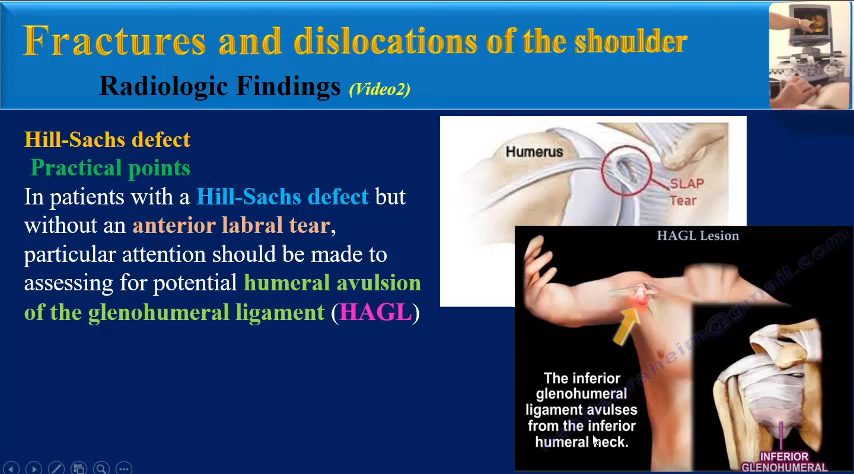 Fractures and dislocations of the shoulder
Radiologic Findings (Video2)
Hill-Sachs defect
Practical points
In patients with a Hill-Sachs defect but
without an anterior labral tear,
particular attention should be made to
assessing for potential humeral avulsion
of the glenohumeral ligament (HAGL)
Humerus
SLAP
Tear
HAGL Lesion
The inferior
glenohumeral
ligament avulses
from the inferior
humeral neck.
INFERIOR
GLENOHUMERAL